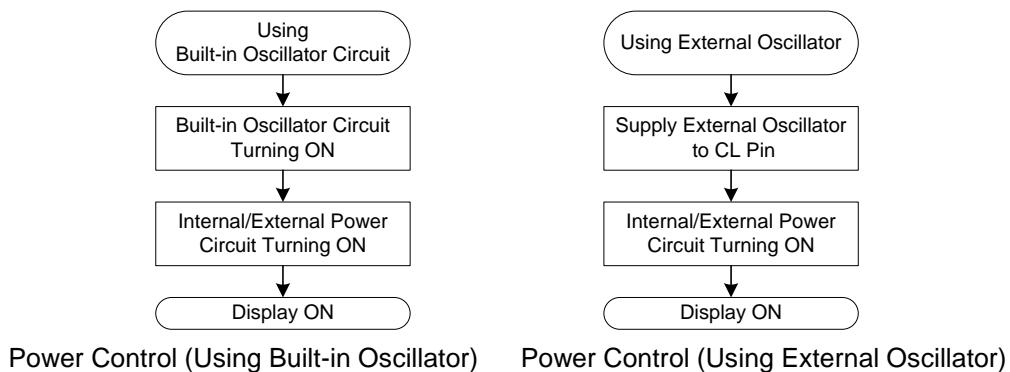 Using
Built-in Oscillator Circuit
Built-in Oscillator Circuit
Turning ON
Internal/External Power
Circuit Turning ON
Display ON
Power Control (Using Built-in Oscillator)
Using External Oscillator
Supply External Oscillator
to CL Pin
Internal/External Power
Circuit Turning ON
Display ON
Power Control (Using External Oscillator)